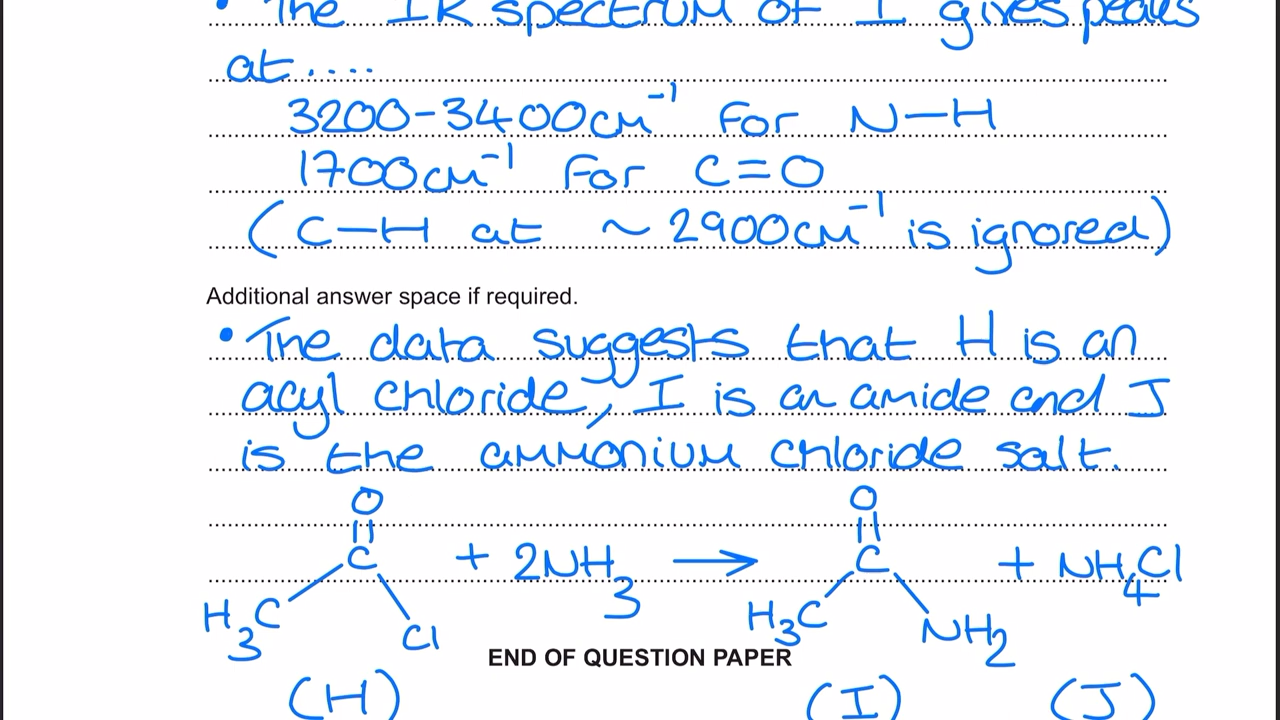 • The IR spectrum of I gives peaks
at ....
3200-3400cm⁻¹ for N-H
1700cm⁻¹ for C=O
(C-H at ~2900cm⁻¹ is ignored)
Additional answer space if required.
• The data suggests that H is an
acyl chloride, I is an amide and J
is the ammonium chloride salt.
O O
C + 2NH₃ → C + NH₄Cl
H₃C Cl H₃C NH₂
END OF QUESTION PAPER
(H) (I) (J)